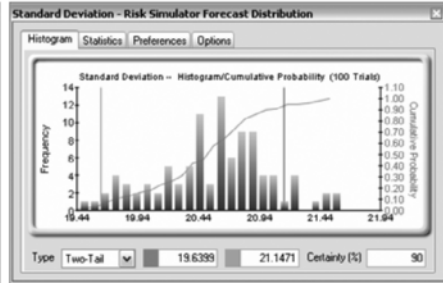 Standard Deviation - Risk Simulator Forecast Distribution
Histogram Statistics Preferences Options
Standard Deviation -- Histogram/Cumulative Probability (100 Trials)
Frequency
14
12
10
8
6
4
2
0
19.44 19.94 20.44 20.94 21.44 21.94
1.10
1.00
0.90
0.80
0.70
0.60
0.50
0.40
0.30
0.20
0.10
0.00
Cumulative Probability
Type Two-Tail 19.6399 21.1471 Certainty (%) 90